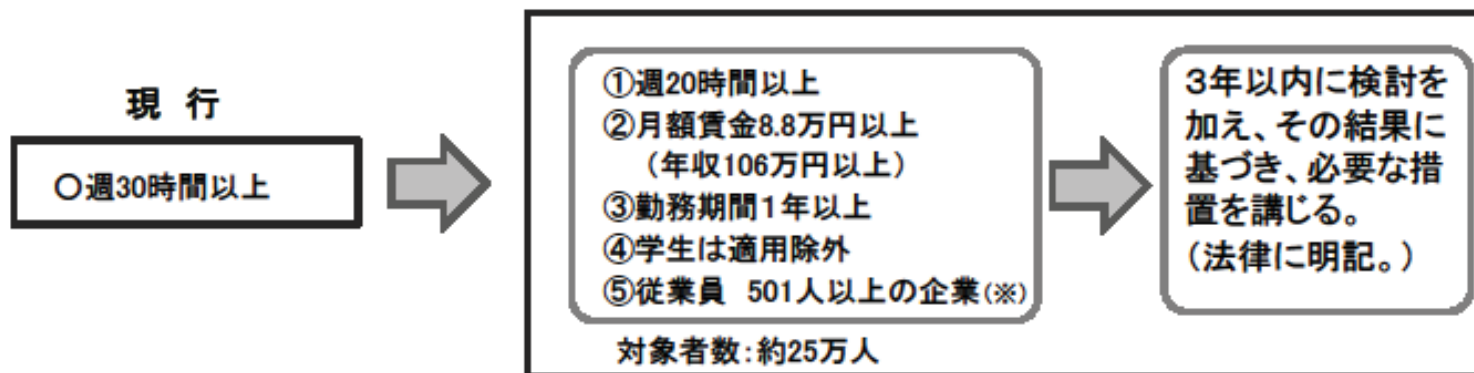 現 行
○週30時間以上
①週20時間以上
②月額賃金8.8万円以上
（年収106万円以上）
③勤務期間１年以上
④学生は適用除外
⑤従業員 501人以上の企業(※)
対象者数：約25万人
３年以内に検討を
加え、その結果に
基づき、必要な措
置を講じる。
（法律に明記。）